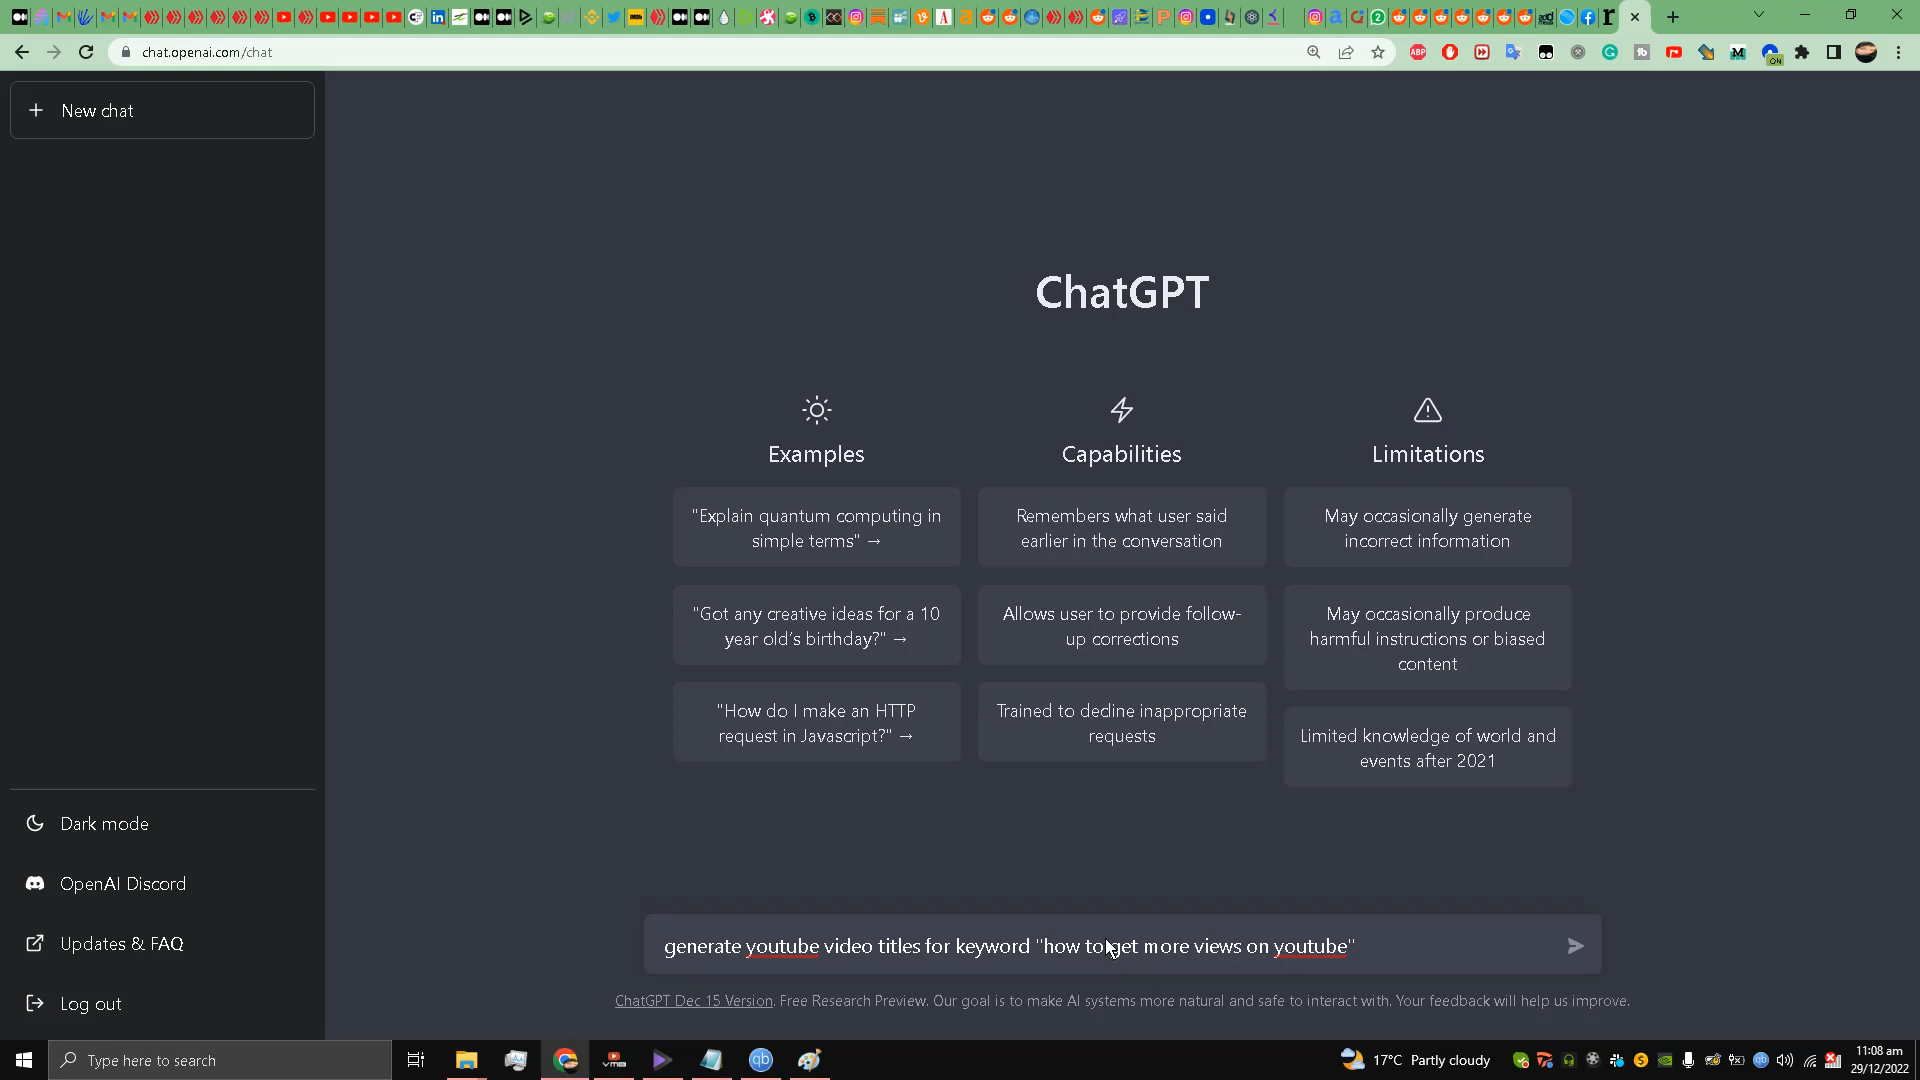 chat.openai.com/chat
New chat
ChatGPT
Examples
Capabilities
Limitations
"Explain quantum computing in
simple terms" →
Remembers what user said
earlier in the conversation
May occasionally generate
incorrect information
"Got any creative ideas for a 10
year old's birthday?" →
Allows user to provide follow-
up corrections
May occasionally produce
harmful instructions or biased
content
"How do I make an HTTP
request in Javascript?" →
Trained to decline inappropriate
requests
Limited knowledge of world and
events after 2021
Dark mode
OpenAI Discord
Updates & FAQ
Log out
generate youtube video titles for keyword "how to get more views on youtube"
ChatGPT Dec 15 Version. Free Research Preview. Our goal is to make AI systems more natural and safe to interact with. Your feedback will help us improve.
Type here to search
17°C Partly cloudy
11:08 am
29/12/2022